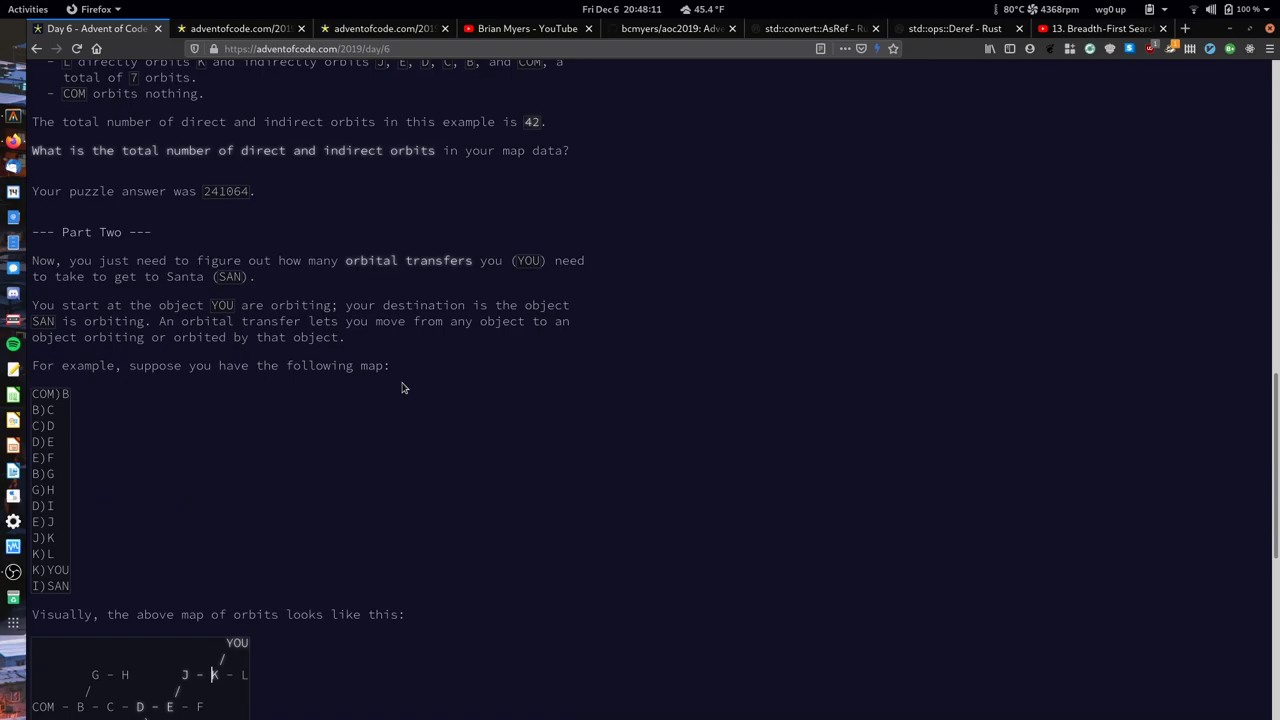 Activities
Firefox
Fri Dec 6 20:48:11
45.4 °F
80°C
4368rpm
wg0 up
100 %
Day 6 - Advent of Code
adventofcode.com/2019/
adventofcode.com/2019/
Brian Myers - YouTube
bcmyers/aoc2019: Adven
std::convert::AsRef - Rust
std::ops::Deref - Rust
13. Breadth-First Search
https://adventofcode.com/2019/day/6
- L directly orbits K and indirectly orbits J, E, D, C, B, and COM, a
total of 7 orbits.
- COM orbits nothing.
The total number of direct and indirect orbits in this example is 42.
What is the total number of direct and indirect orbits in your map data?
Your puzzle answer was 241064.
--- Part Two ---
Now, you just need to figure out how many orbital transfers you (YOU) need
to take to get to Santa (SAN).
You start at the object YOU are orbiting; your destination is the object
SAN is orbiting. An orbital transfer lets you move from any object to an
object orbiting or orbited by that object.
For example, suppose you have the following map:
COM)B
B)C
C)D
D)E
E)F
B)G
G)H
D)I
E)J
J)K
K)L
K)YOU
I)SAN
Visually, the above map of orbits looks like this:
YOU
/
G - H J - K - L
/ /
COM - B - C - D - E - F